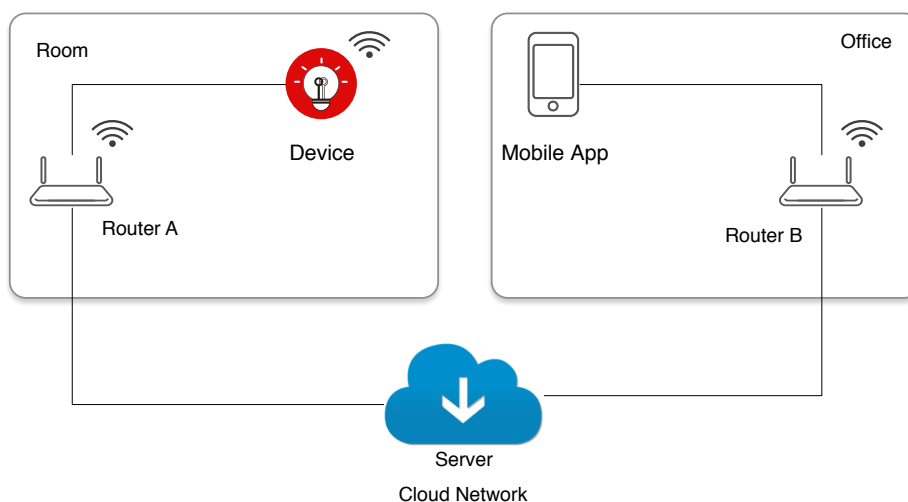 Room
Office
Device
Mobile App
Router A
Router B
Server
Cloud Network